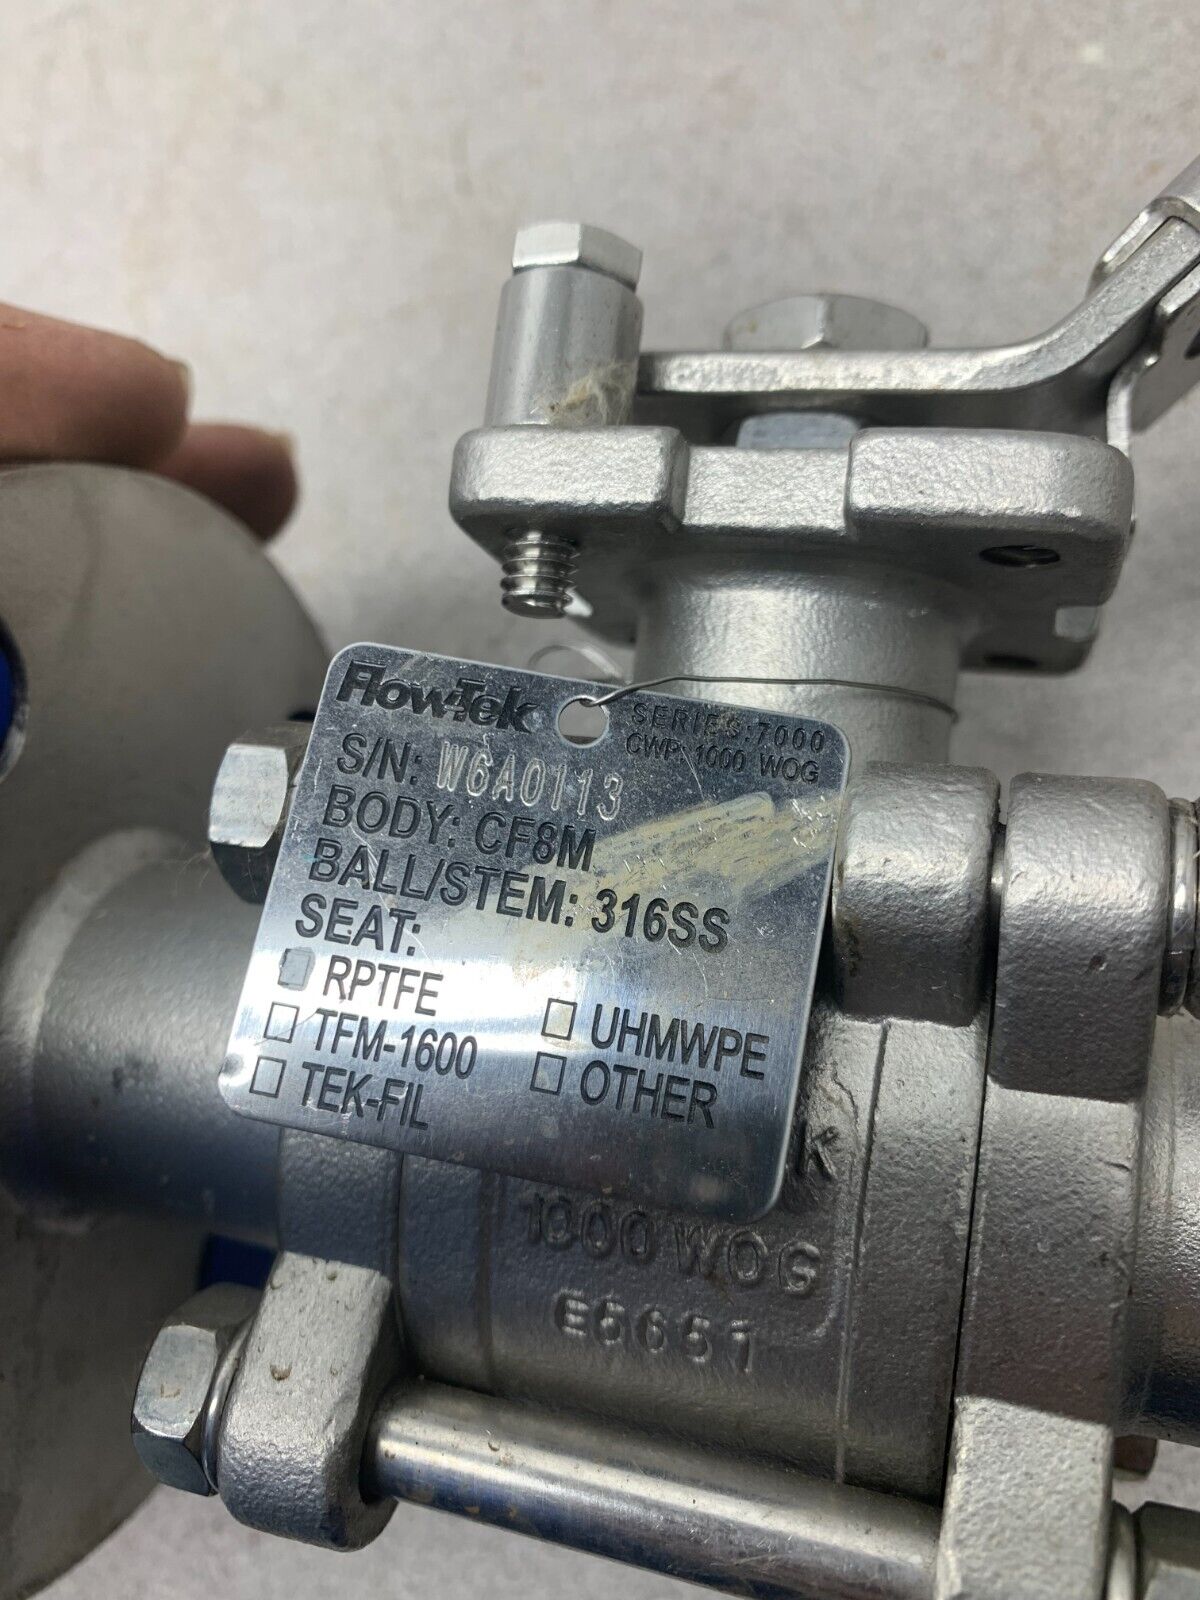 Flow-Tek
SERIES:7000
CWP: 1000 WOG
S/N: W6A0113
BODY: CF8M
BALL/STEM: 316SS
SEAT:
RPTFE
TFM-1600
TEK-FIL
UHMWPE
OTHER
K
1000 WOG
E5651